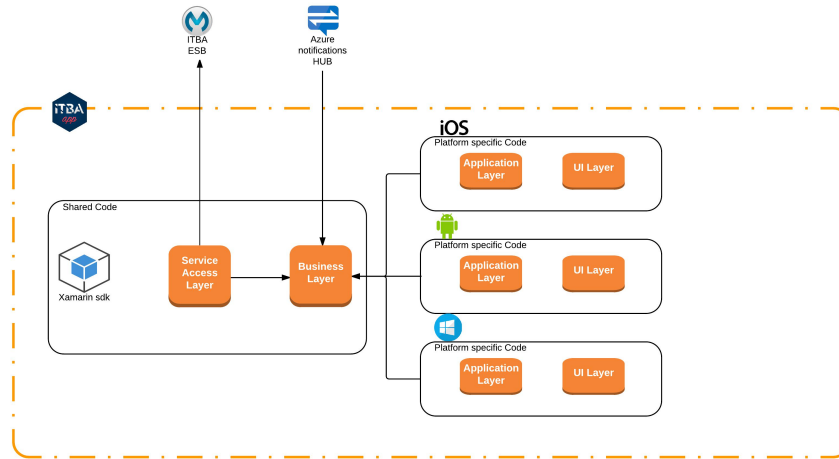 ITBA
ESB
Azure
notifications
HUB
iTBA
app
iOS
Platform specific Code
Application
Layer
UI Layer
Shared Code
Xamarin sdk
Service
Access
Layer
Business
Layer
Platform specific Code
Application
Layer
UI Layer
Platform specific Code
Application
Layer
UI Layer